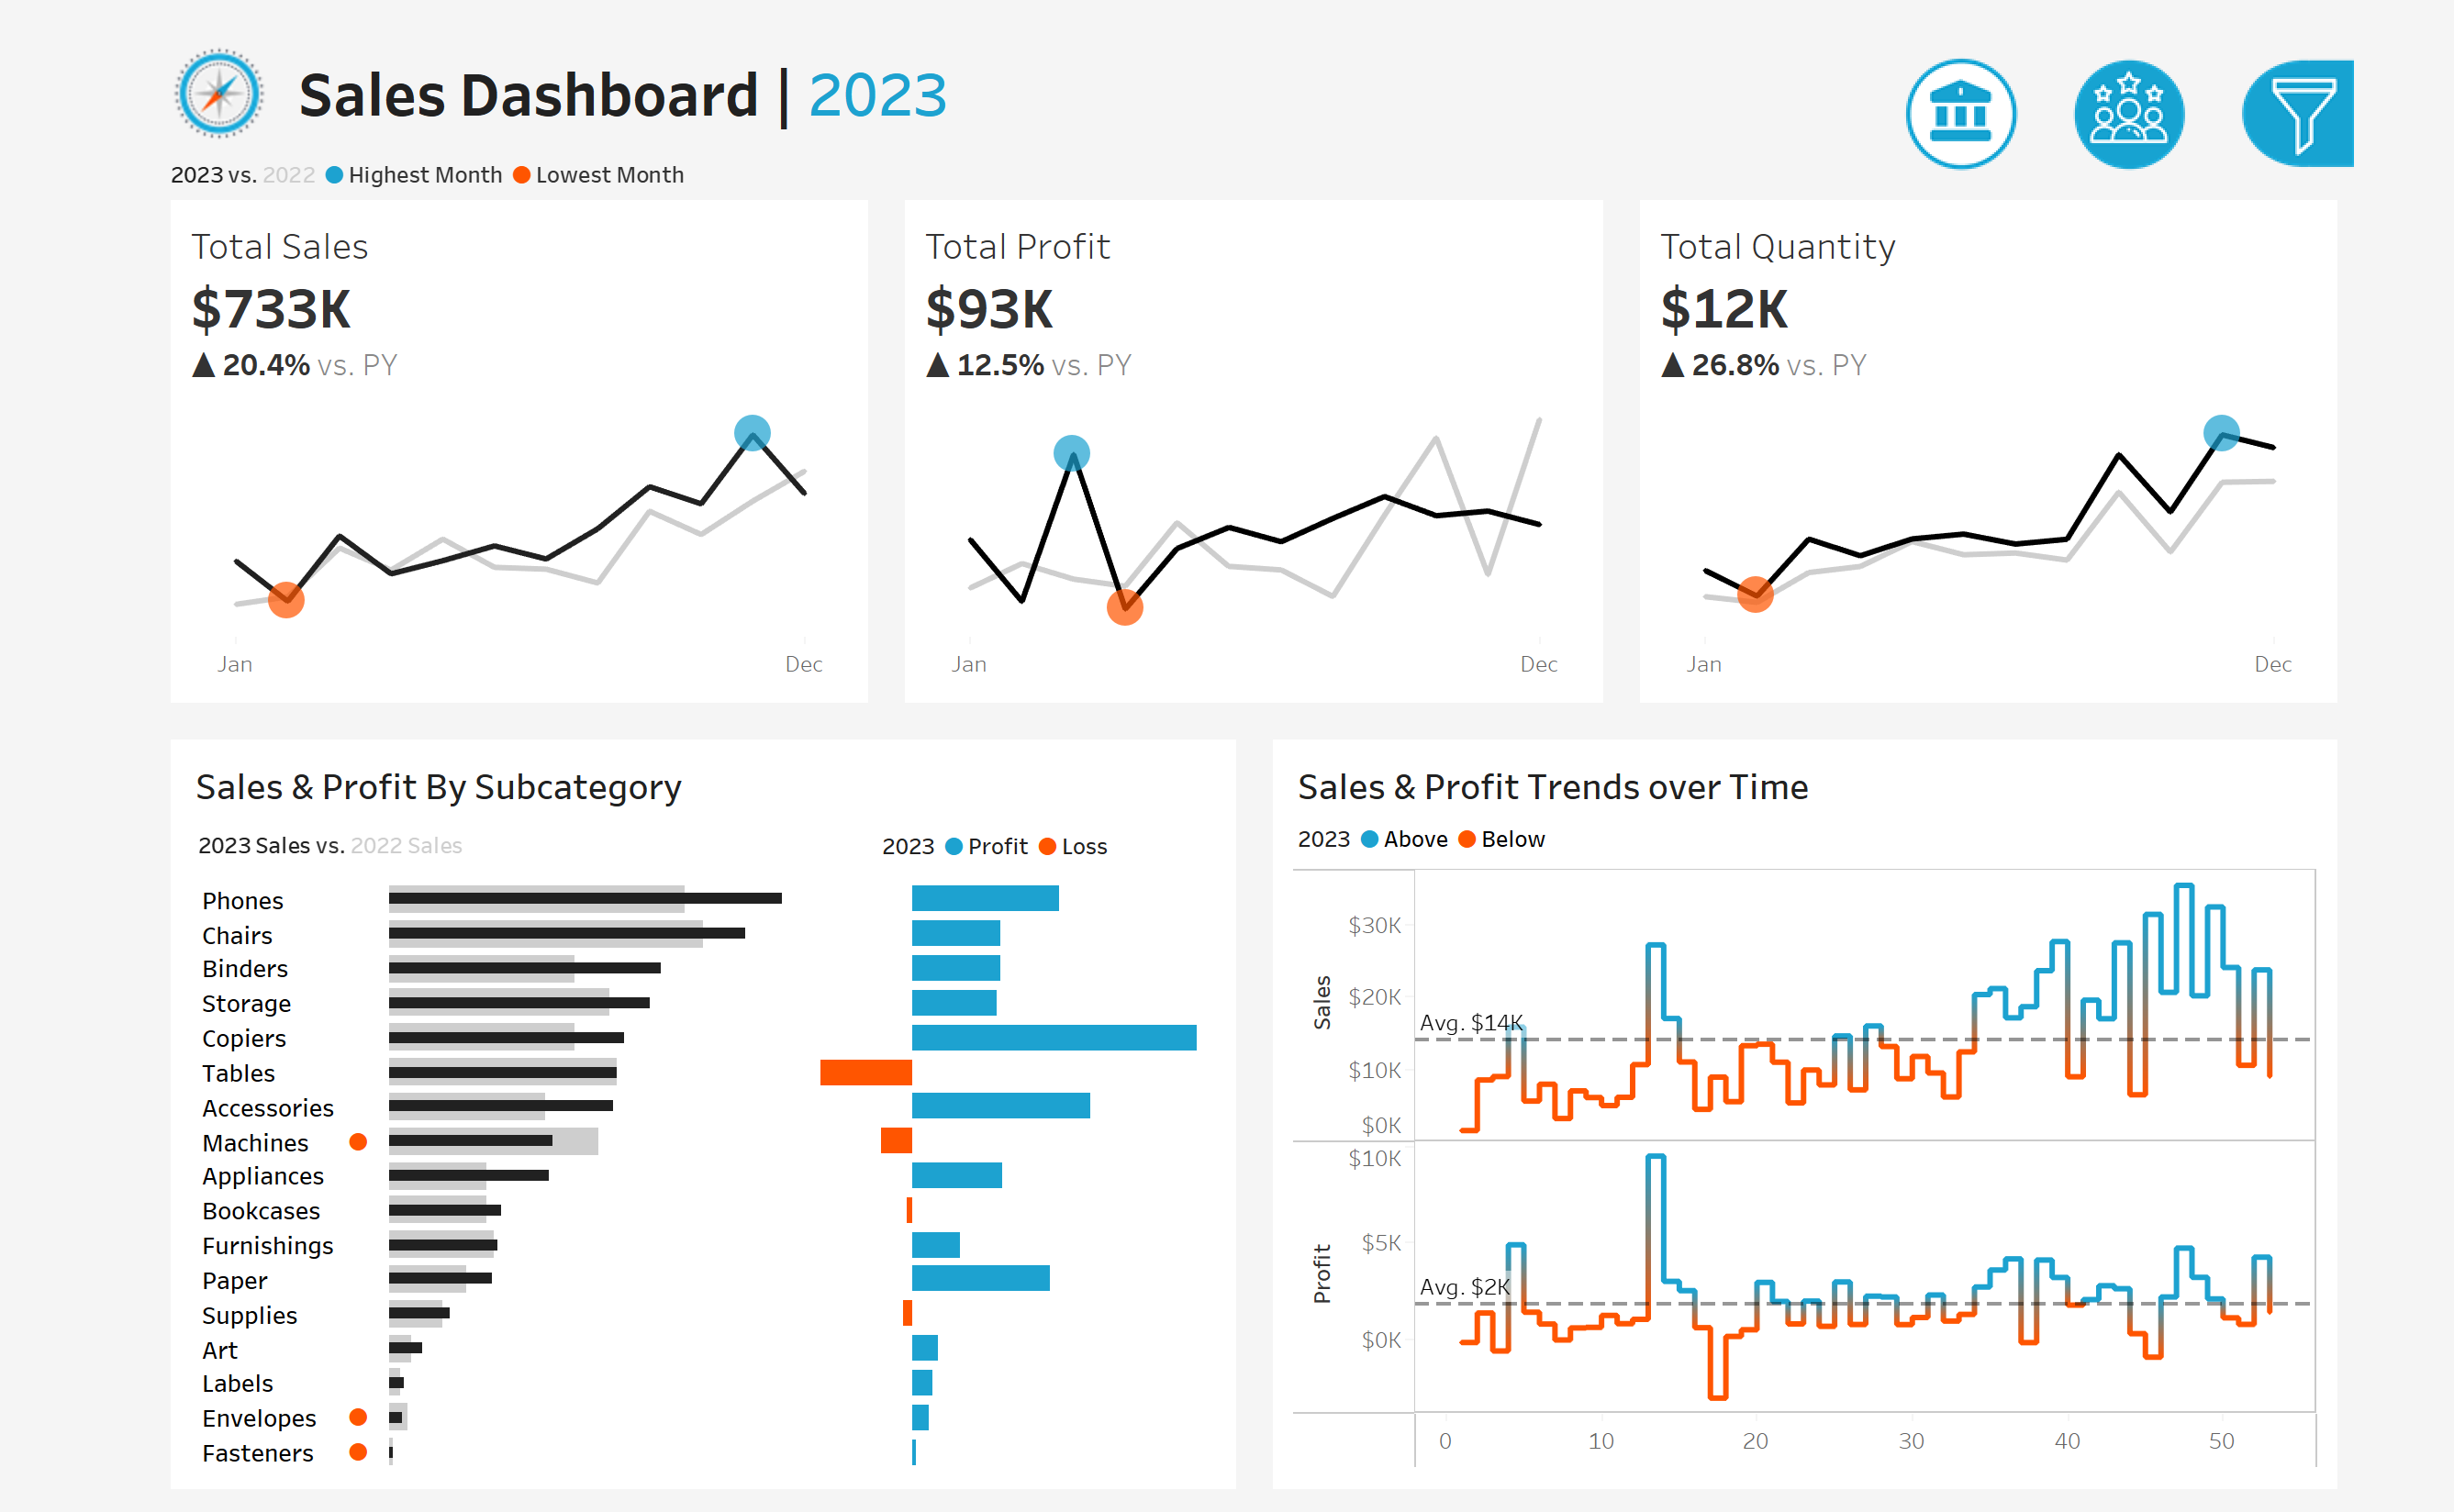 Sales Dashboard | 2023
2023 vs. 2022 Highest Month Lowest Month
Total Sales
$733K
▲ 20.4% vs. PY
Jan Dec
Total Profit
$93K
▲ 12.5% vs. PY
Jan Dec
Total Quantity
$12K
▲ 26.8% vs. PY
Jan Dec
Sales & Profit By Subcategory
2023 Sales vs. 2022 Sales
2023 Profit Loss
Phones
Chairs
Binders
Storage
Copiers
Tables
Accessories
Machines
Appliances
Bookcases
Furnishings
Paper
Supplies
Art
Labels
Envelopes
Fasteners
Sales & Profit Trends over Time
2023 Above Below
Sales
$30K
$20K
Avg. $14K
$10K
$0K
Profit
$10K
$5K
Avg. $2K
$0K
0 10 20 30 40 50